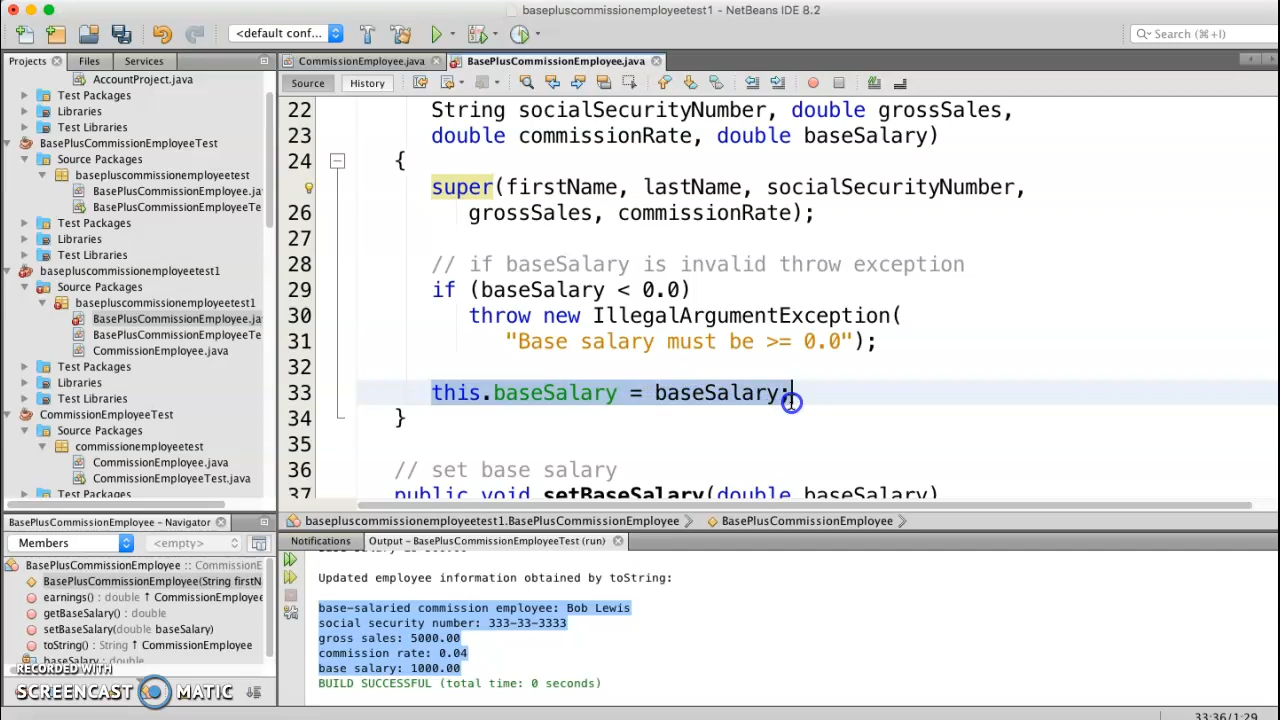 basepluscommissionemployeetest1 - NetBeans IDE 8.2
<default conf...
Search (⌘+I)
Projects
Files
Services
CommissionEmployee.java
BasePlusCommissionEmployee.java
Source
History
AccountProject.java
Test Packages
Libraries
Test Libraries
BasePlusCommissionEmployeeTest
Source Packages
basepluscommissionemployeetest
BasePlusCommissionEmployee.ja
BasePlusCommissionEmployeeTe
Test Packages
Libraries
Test Libraries
basepluscommissionemployeetest1
Source Packages
basepluscommissionemployeetest1
BasePlusCommissionEmployee.ja
BasePlusCommissionEmployeeTe
CommissionEmployee.java
Test Packages
Libraries
Test Libraries
CommissionEmployeeTest
Source Packages
commissionemployeetest
CommissionEmployee.java
CommissionEmployeeTest.java
Test Packages
22 String socialSecurityNumber, double grossSales,
23 double commissionRate, double baseSalary)
24 {
super(firstName, lastName, socialSecurityNumber,
26 grossSales, commissionRate);
27
28 // if baseSalary is invalid throw exception
29 if (baseSalary < 0.0)
30 throw new IllegalArgumentException(
31 "Base salary must be >= 0.0");
32
33 this.baseSalary = baseSalary;
34 }
35
36 // set base salary
37 public void setBaseSalary(double baseSalary)
basepluscommissionemployeetest1.BasePlusCommissionEmployee
BasePlusCommissionEmployee
BasePlusCommissionEmployee - Navigator
Members
<empty>
BasePlusCommissionEmployee :: CommissionE
BasePlusCommissionEmployee(String firstN
earnings() : double ↑ CommissionEmployee
getBaseSalary() : double
setBaseSalary(double baseSalary)
toString() : String ↑ CommissionEmployee
baseSalary : double
RECORDED WITH
SCREENCAST MATIC
Notifications
Output - BasePlusCommissionEmployeeTest (run)
Updated employee information obtained by toString:
base-salaried commission employee: Bob Lewis
social security number: 333-33-3333
gross sales: 5000.00
commission rate: 0.04
base salary: 1000.00
BUILD SUCCESSFUL (total time: 0 seconds)
33:36/1:29